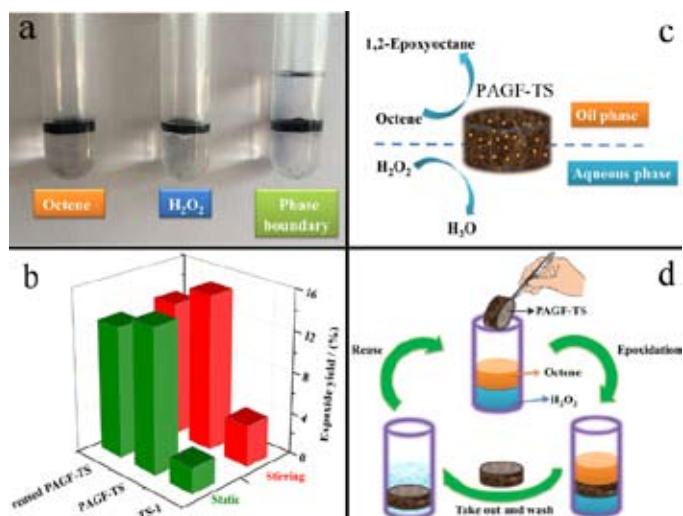 a
Octene
H₂O₂
Phase
boundary
c
1,2-Epoxyoctane
PAGF-TS
Octene
Oil phase
H₂O₂
Aqueous phase
H₂O
b
16
12
8
4
0
Expoxide yield / (%)
reused PAGF-TS
PAGF-TS
TS-1
Static
Stirring
d
PAGF-TS
Reuse
Epoxidation
Octene
H₂O₂
Take out and wash